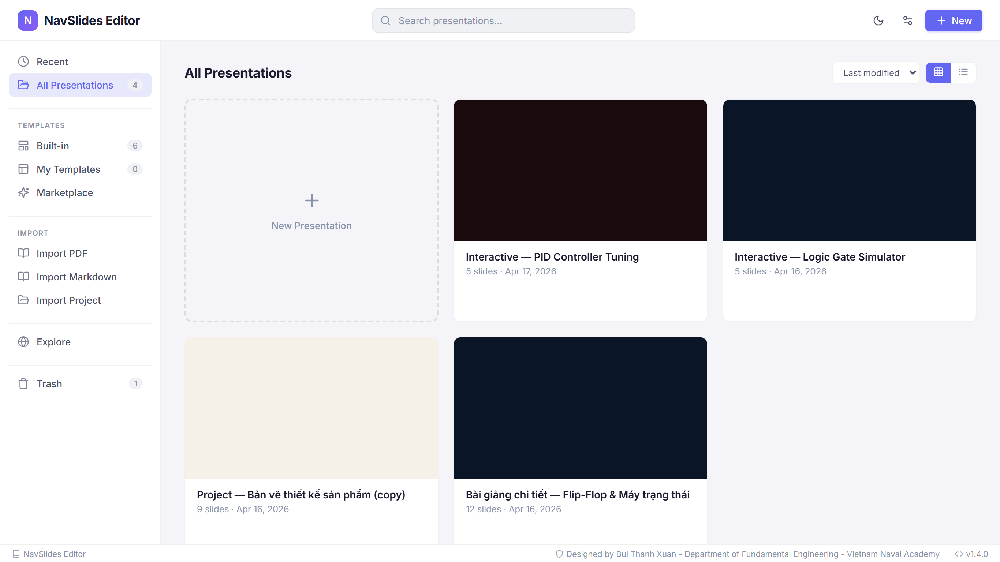 N NavSlides Editor
Search presentations...
New
Recent
All Presentations 4
TEMPLATES
Built-in 6
My Templates 0
Marketplace
IMPORT
Import PDF
Import Markdown
Import Project
Explore
Trash 1
All Presentations
Last modified
New Presentation
Interactive — PID Controller Tuning
5 slides · Apr 17, 2026
Interactive — Logic Gate Simulator
5 slides · Apr 16, 2026
Project — Bản vẽ thiết kế sản phẩm (copy)
9 slides · Apr 16, 2026
Bài giảng chi tiết — Flip-Flop & Máy trạng thái
12 slides · Apr 16, 2026
NavSlides Editor
Designed by Bui Thanh Xuan - Department of Fundamental Engineering - Vietnam Naval Academy
v1.4.0